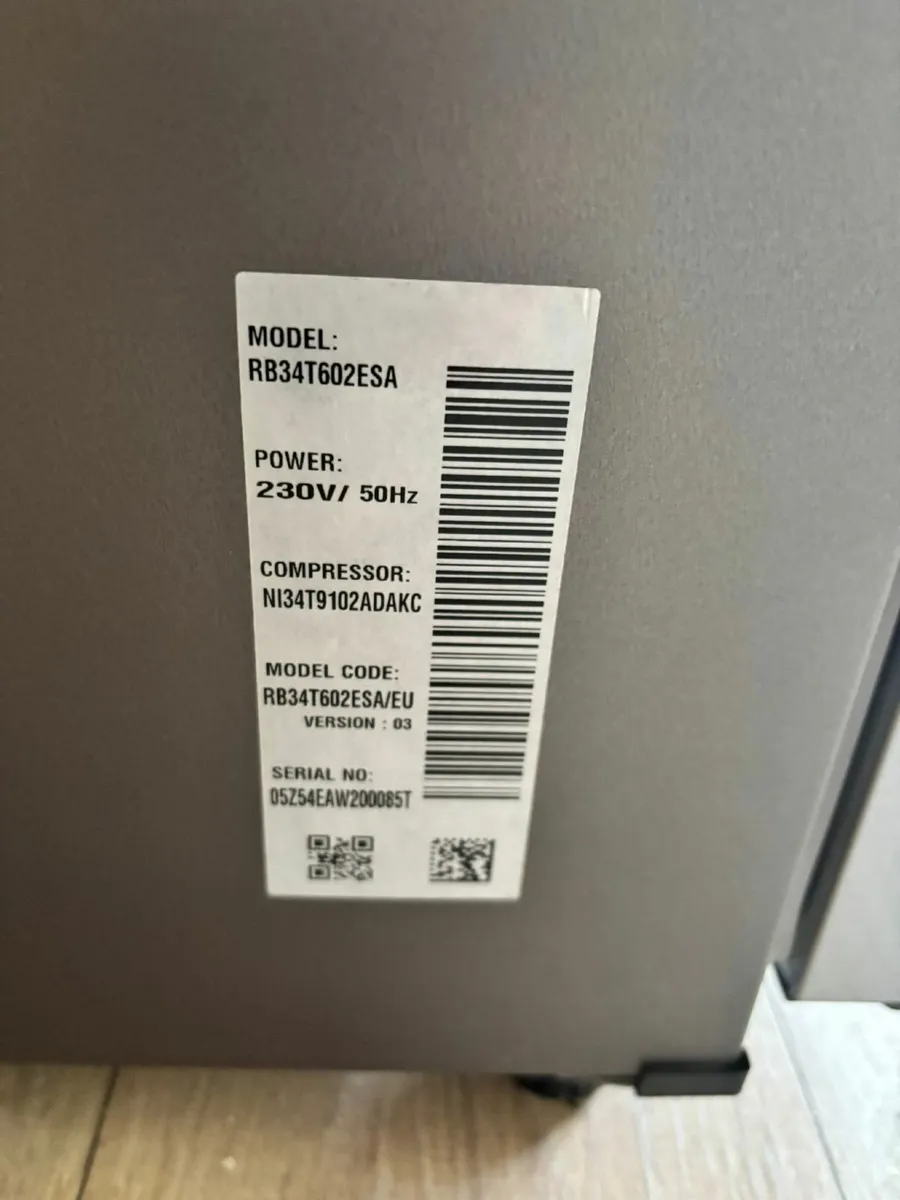 MODEL:
RB34T602ESA
POWER:
230V/ 50Hz
COMPRESSOR:
NI34T9102ADAKC
MODEL CODE:
RB34T602ESA/EU
VERSION : 03
SERIAL NO:
05Z54EAW200085T